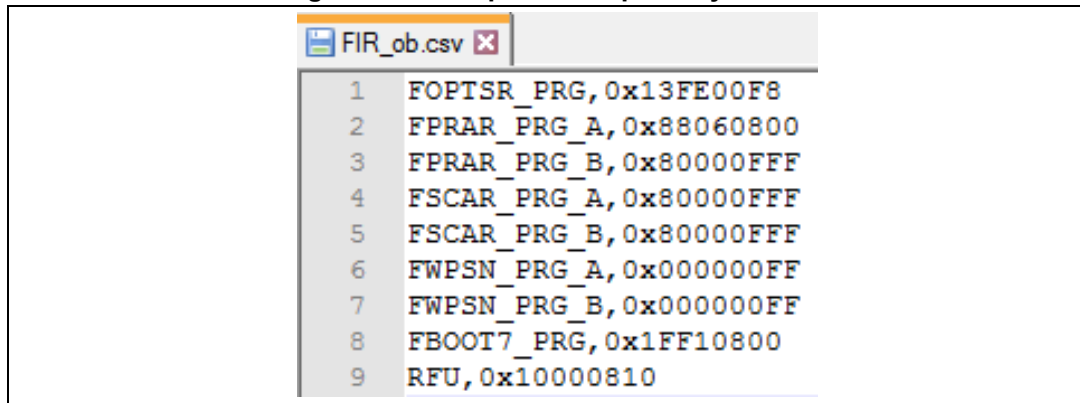 FIR_ob.csv
1 FOPTSR_PRG,0x13FE00F8
2 FPRAR_PRG_A,0x88060800
3 FPRAR_PRG_B,0x80000FFF
4 FSCAR_PRG_A,0x80000FFF
5 FSCAR_PRG_B,0x80000FFF
6 FWPSN_PRG_A,0x000000FF
7 FWPSN_PRG_B,0x000000FF
8 FBOOT7_PRG,0x1FF10800
9 RFU,0x10000810